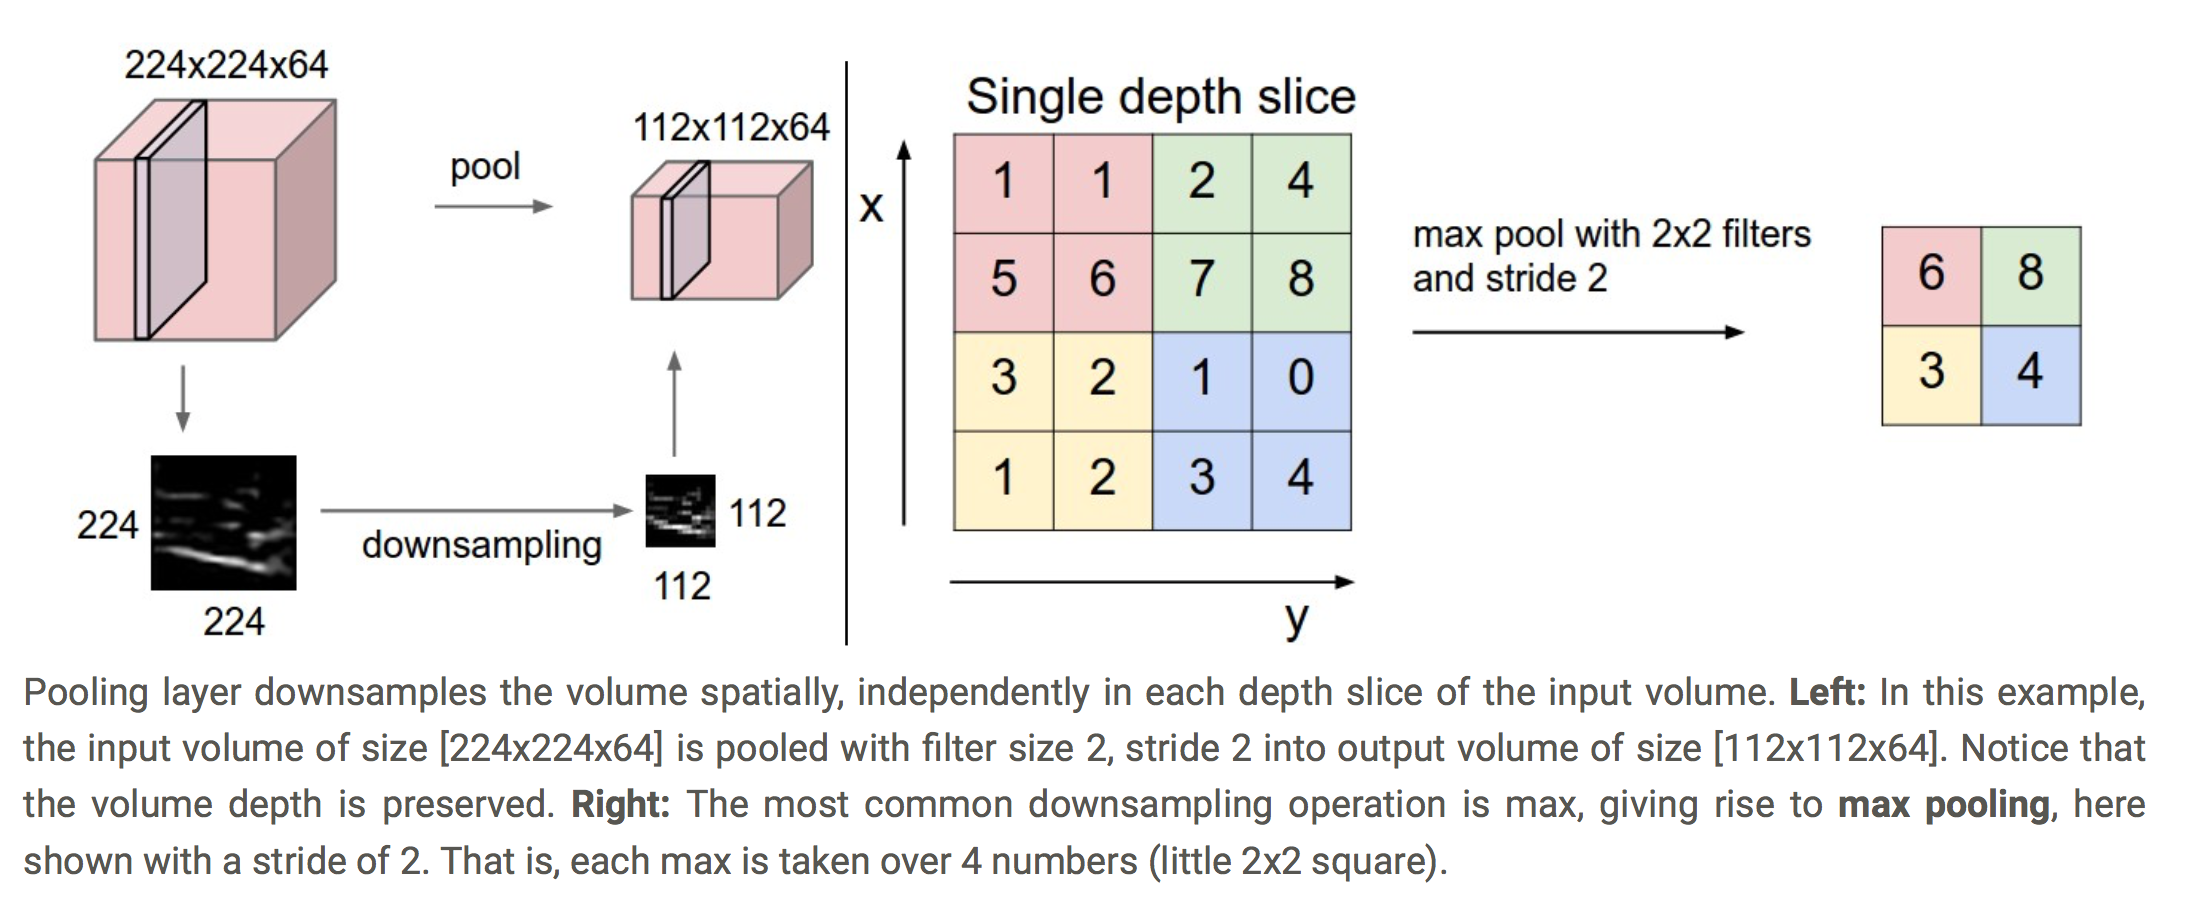 224x224x64
pool
112x112x64
224
224
downsampling
112
112
Single depth slice
x
1 1 2 4
5 6 7 8
3 2 1 0
1 2 3 4
y
max pool with 2x2 filters
and stride 2
6 8
3 4
Pooling layer downsamples the volume spatially, independently in each depth slice of the input volume. Left: In this example,
the input volume of size [224x224x64] is pooled with filter size 2, stride 2 into output volume of size [112x112x64]. Notice that
the volume depth is preserved. Right: The most common downsampling operation is max, giving rise to max pooling, here
shown with a stride of 2. That is, each max is taken over 4 numbers (little 2x2 square).